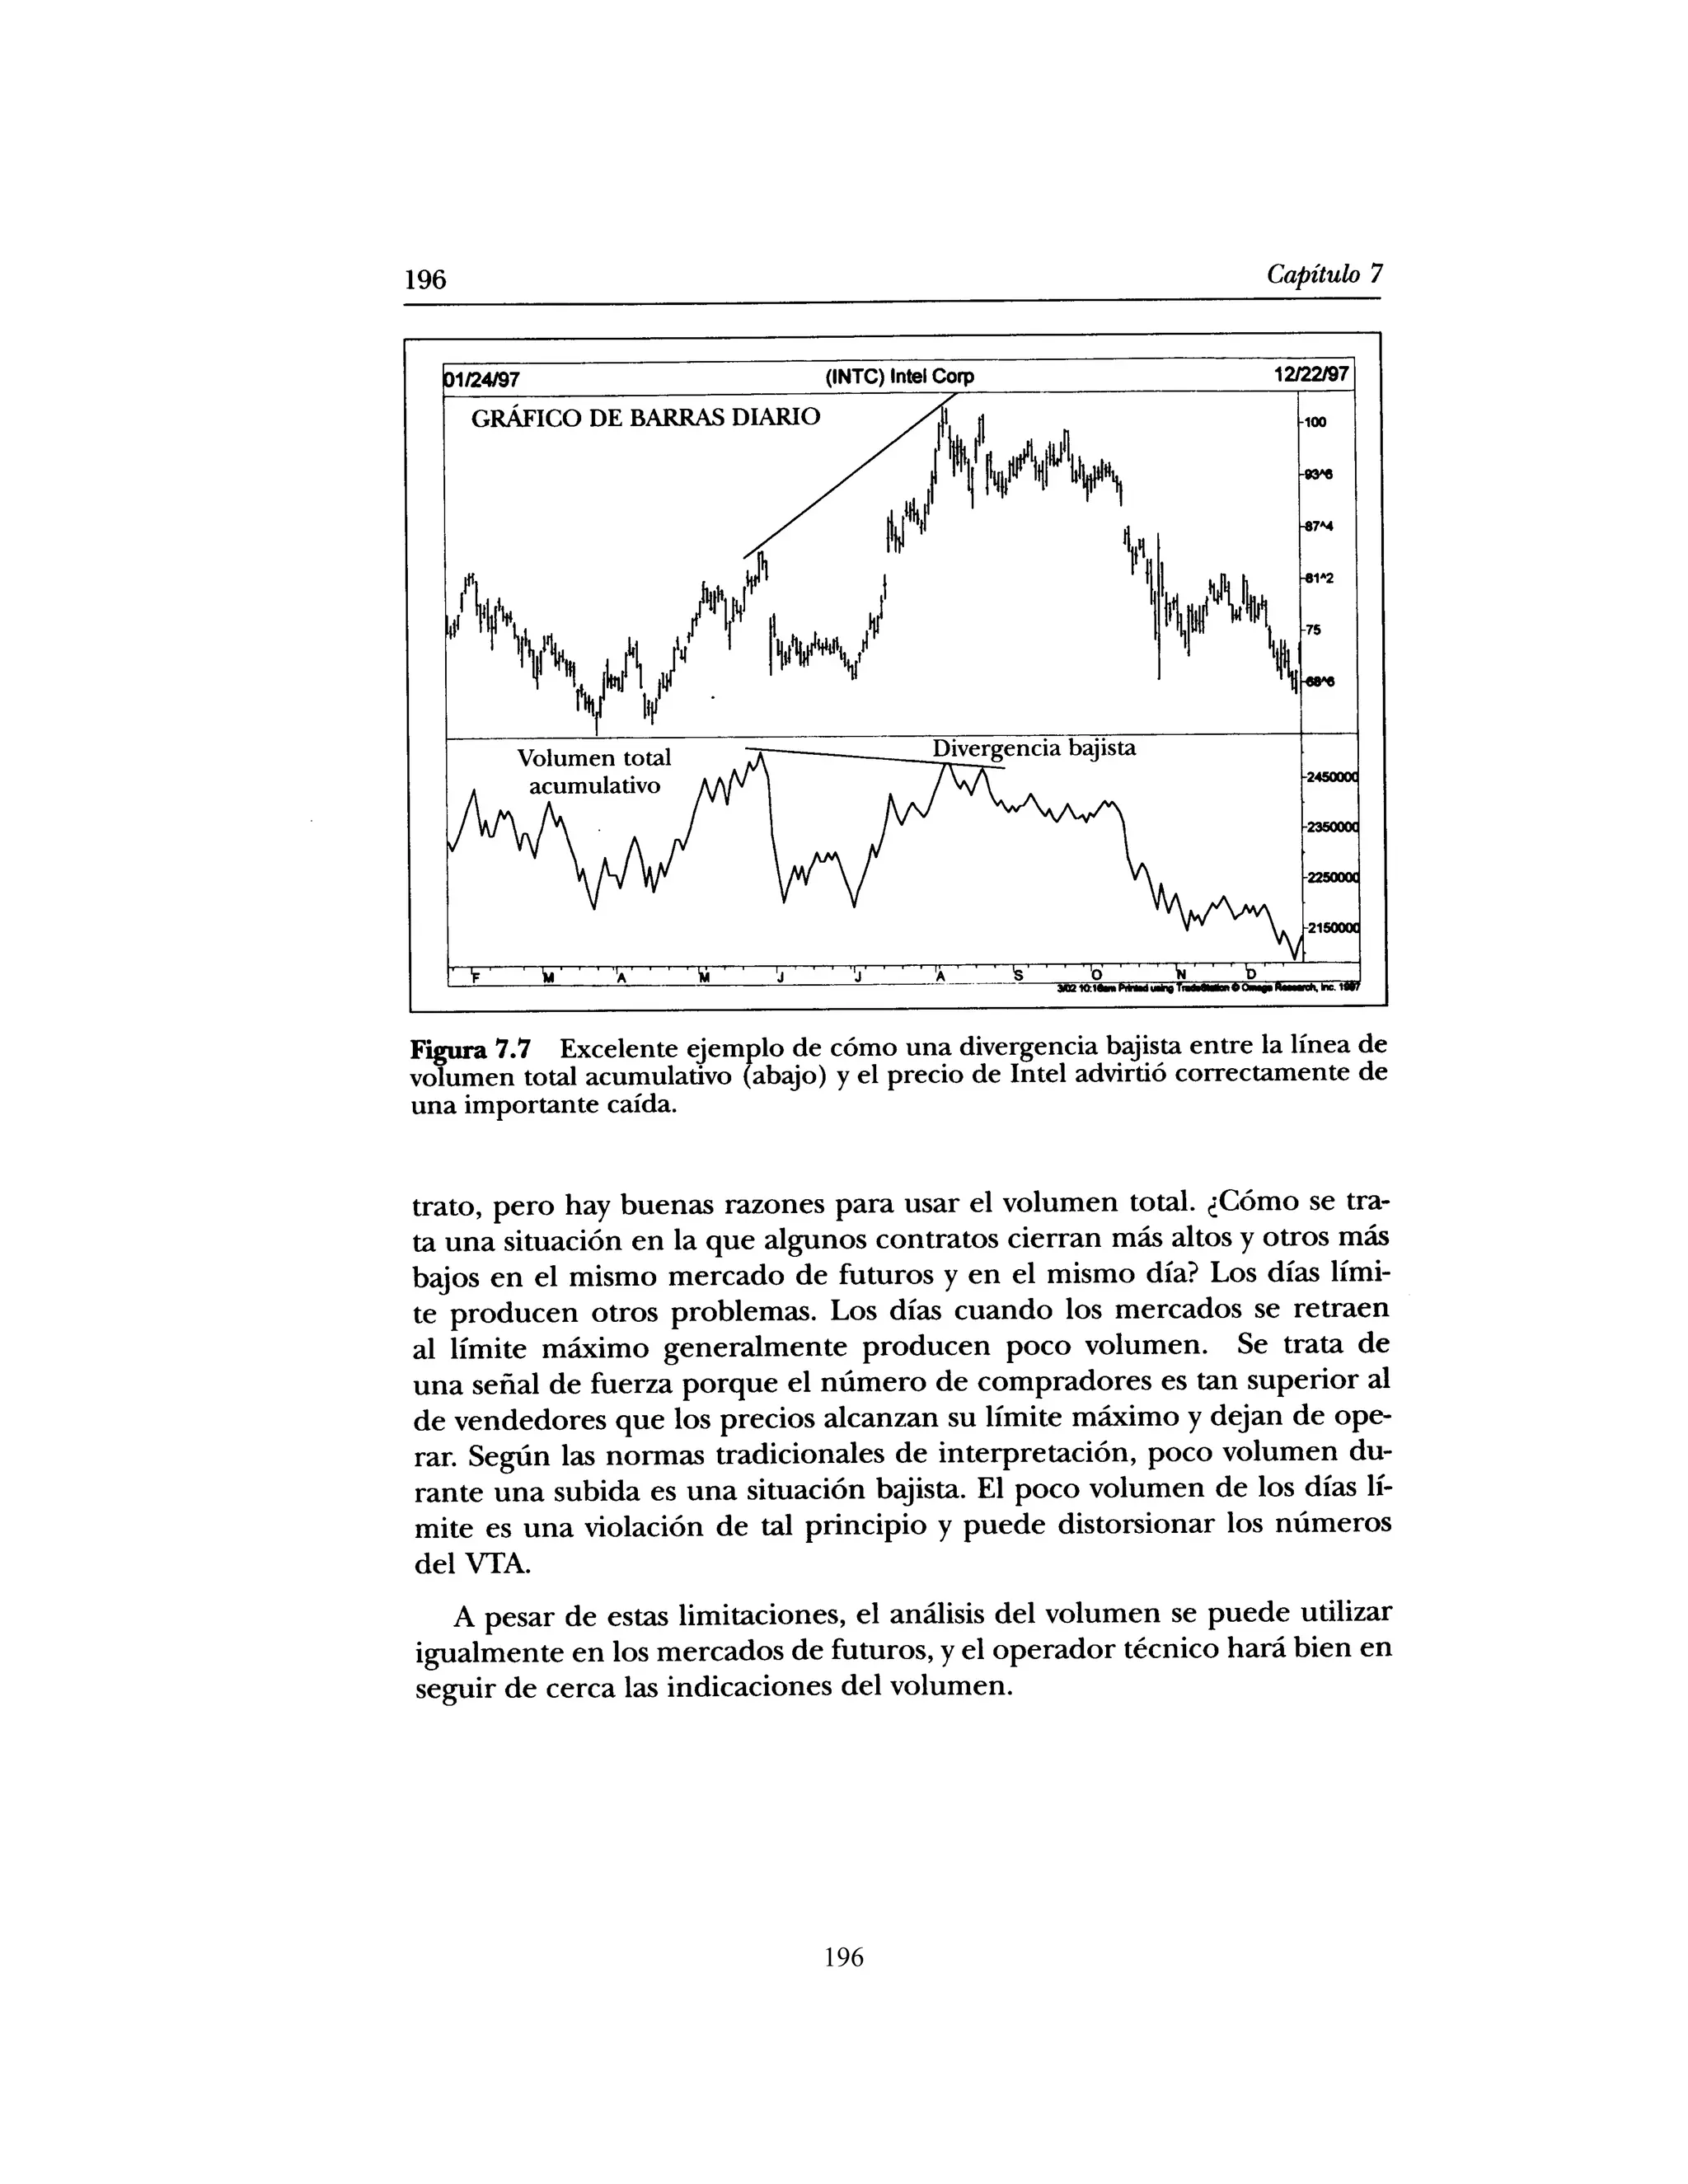 196
Capítulo 7
01/24/97
(INTC) Intel Corp
12/22/97
GRÁFICO DE BARRAS DIARIO
100
93^6
87^4
81^2
75
68^6
Volumen total
acumulativo
Divergencia bajista
2450000
2350000
2250000
2150000
F M A M J J A S O N D
3/02 10:16am Printed using TradeStation © Omega Research, Inc. 1997
Figura 7.7 Excelente ejemplo de cómo una divergencia bajista entre la línea de
volumen total acumulativo (abajo) y el precio de Intel advirtió correctamente de
una importante caída.
trato, pero hay buenas razones para usar el volumen total. ¿Cómo se tra-
ta una situación en la que algunos contratos cierran más altos y otros más
bajos en el mismo mercado de futuros y en el mismo día? Los días lími-
te producen otros problemas. Los días cuando los mercados se retraen
al límite máximo generalmente producen poco volumen. Se trata de
una señal de fuerza porque el número de compradores es tan superior al
de vendedores que los precios alcanzan su límite máximo y dejan de ope-
rar. Según las normas tradicionales de interpretación, poco volumen du-
rante una subida es una situación bajista. El poco volumen de los días lí-
mite es una violación de tal principio y puede distorsionar los números
del VTA.
A pesar de estas limitaciones, el análisis del volumen se puede utilizar
igualmente en los mercados de futuros, y el operador técnico hará bien en
seguir de cerca las indicaciones del volumen.
196